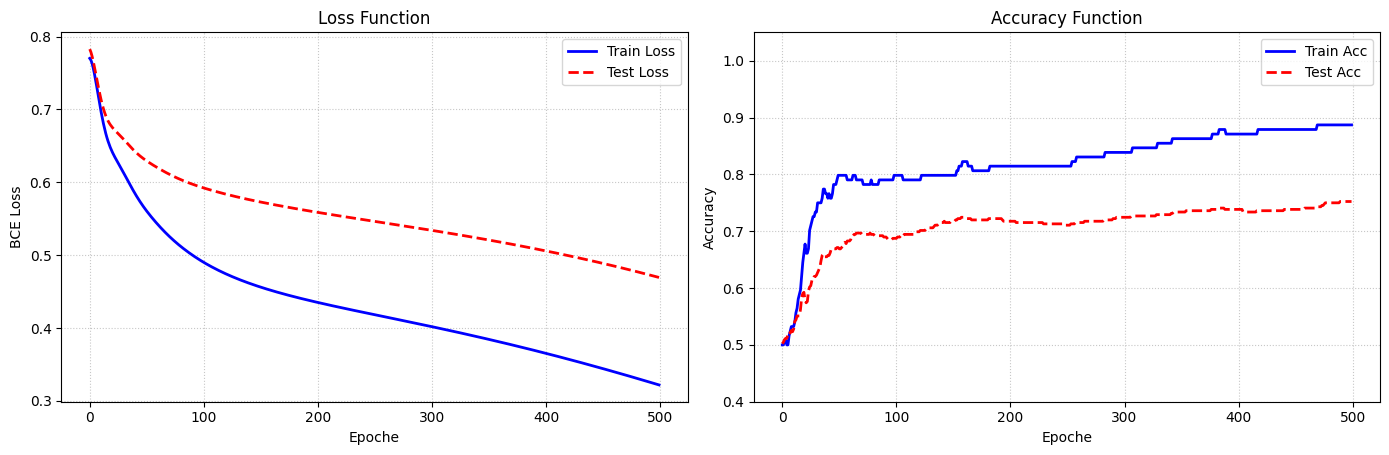 Loss Function
0.8
0.7
0.6
0.5
0.4
0.3
BCE Loss
Train Loss
Test Loss
0 100 200 300 400 500
Epoche
Accuracy Function
1.0
0.9
0.8
0.7
0.6
0.5
0.4
Accuracy
Train Acc
Test Acc
0 100 200 300 400 500
Epoche